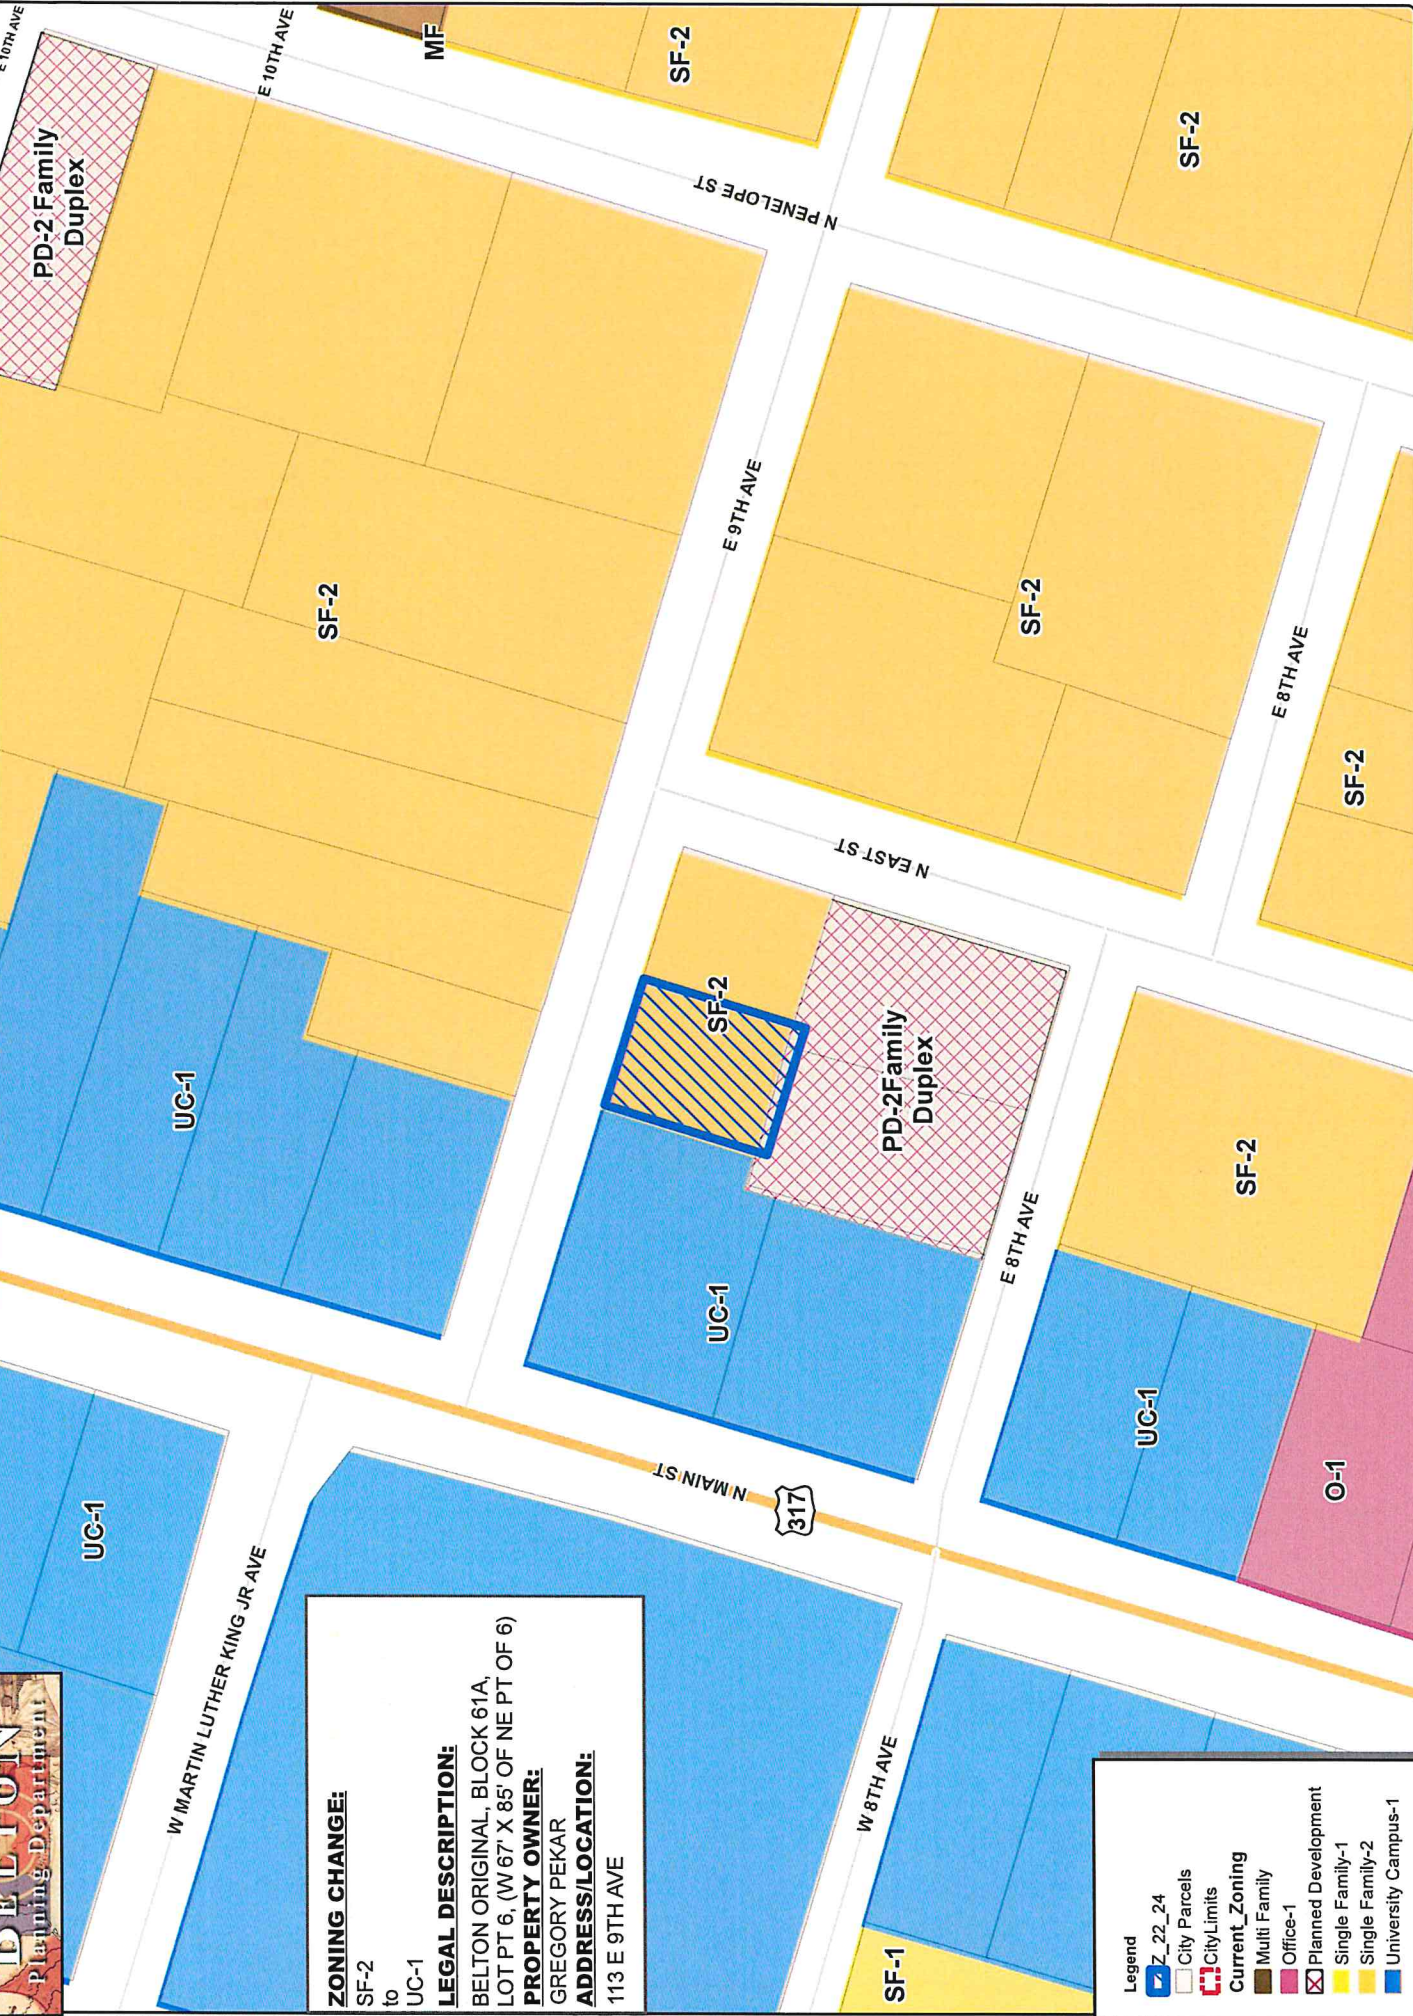 BELTON
Planning Department
ZONING CHANGE:
SF-2
to
UC-1
LEGAL DESCRIPTION:
BELTON ORIGINAL, BLOCK 61A,
LOT PT 6, (W 67' X 85' OF NE PT OF 6)
PROPERTY OWNER:
GREGORY PEKAR
ADDRESS/LOCATION:
113 E 9TH AVE
UC-1
W MARTIN LUTHER KING JR AVE
UC-1
SF-2
PD-2 Family
Duplex
E 10TH AVE
E 10TH AVE
MF
SF-2
N PENELOPE ST
E 9TH AVE
N MAIN ST
317
UC-1
SF-2
PD-2Family
Duplex
N EAST ST
SF-2
SF-2
W 8TH AVE
E 8TH AVE
E 8TH AVE
SF-1
UC-1
SF-2
SF-2
O-1
Legend
Z_22_24
City Parcels
CityLimits
Current_Zoning
Multi Family
Office-1
Planned Development
Single Family-1
Single Family-2
University Campus-1